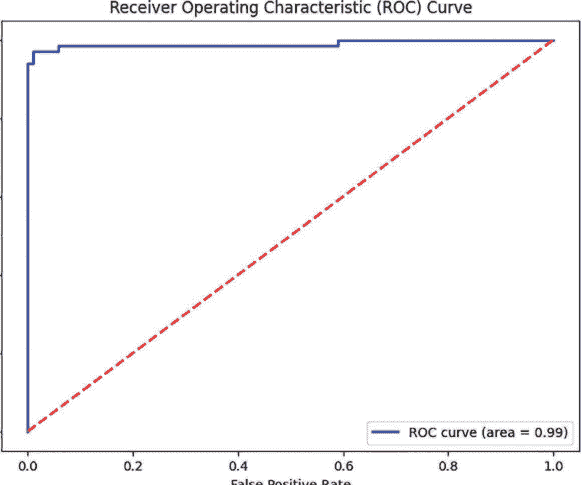 Receiver Operating Characteristic (ROC) Curve
ROC curve (area = 0.99)
0.0 0.2 0.4 0.6 0.8 1.0
False Positive Rate